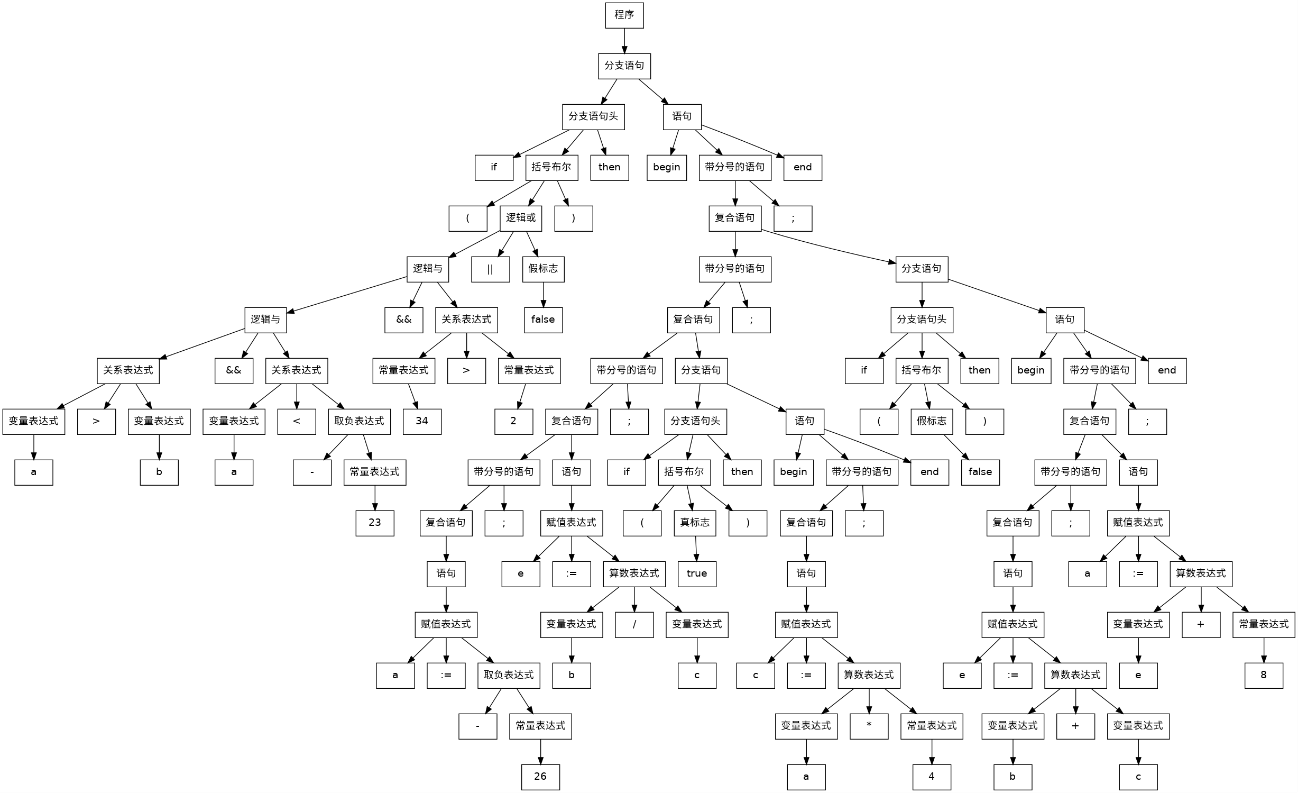 程序
分支语句
分支语句头
语句
if
括号布尔
then
begin
带分号的语句
end
(
逻辑或
)
复合语句
;
逻辑与
||
假标志
带分号的语句
分支语句
逻辑与
&&
关系表达式
false
复合语句
;
分支语句头
语句
关系表达式
&&
关系表达式
常量表达式
>
常量表达式
带分号的语句
分支语句
if
括号布尔
then
begin
带分号的语句
end
变量表达式
>
变量表达式
变量表达式
<
取负表达式
34
2
复合语句
;
分支语句头
语句
(
假标志
)
复合语句
;
a
b
a
-
常量表达式
带分号的语句
语句
if
括号布尔
then
begin
带分号的语句
end
false
带分号的语句
语句
23
复合语句
;
赋值表达式
(
真标志
)
复合语句
;
复合语句
;
赋值表达式
语句
e
:=
算数表达式
true
语句
语句
a
:=
算数表达式
赋值表达式
变量表达式
/
变量表达式
赋值表达式
赋值表达式
变量表达式
+
常量表达式
a
:=
取负表达式
b
c
c
:=
算数表达式
e
:=
算数表达式
e
8
-
常量表达式
变量表达式
*
常量表达式
变量表达式
+
变量表达式
26
a
4
b
c